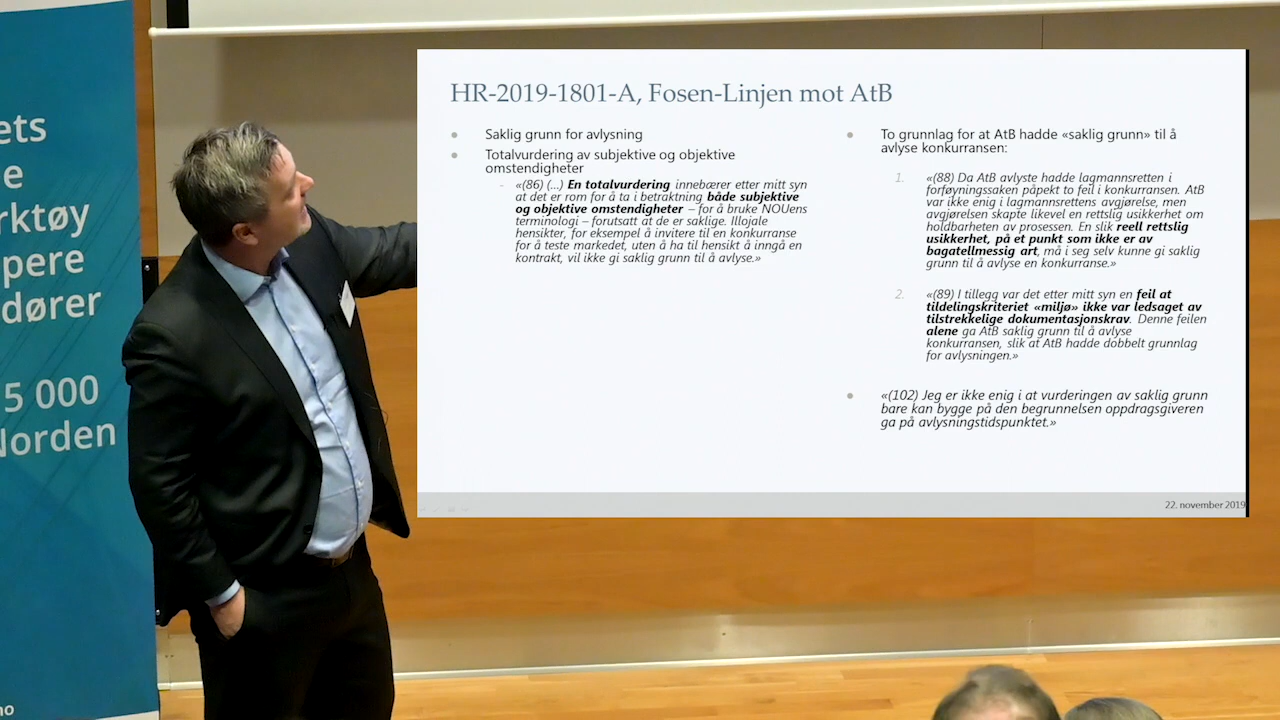 ets
e
rktøy
pere
dører
5 000
Norden
no
HR-2019-1801-A, Fosen-Linjen mot AtB
• Saklig grunn for avlysning
• Totalvurdering av subjektive og objektive
omstendigheter
- «(86) (...) En totalvurdering innebærer etter mitt syn
at det er rom for å ta i betraktning både subjektive
og objektive omstendigheter – for å bruke NOUens
terminologi – forutsatt at de er saklige. Illojale
hensikter, for eksempel å invitere til en konkurranse
for å teste markedet, uten å ha til hensikt å inngå en
kontrakt, vil ikke gi saklig grunn til å avlyse.»
• To grunnlag for at AtB hadde «saklig grunn» til å
avlyse konkurransen:
1. «(88) Da AtB avlyste hadde lagmannsretten i
forføyningssaken påpekt to feil i konkurransen. AtB
var ikke enig i lagmannsrettens avgjørelse, men
avgjørelsen skapte likevel en rettslig usikkerhet om
holdbarheten av prosessen. En slik reell rettslig
usikkerhet, på et punkt som ikke er av
bagatellmessig art, må i seg selv kunne gi saklig
grunn til å avlyse en konkurranse.»
2. «(89) I tillegg var det etter mitt syn en feil at
tildelingskriteriet «miljø» ikke var ledsaget av
tilstrekkelige dokumentasjonskrav. Denne feilen
alene ga AtB saklig grunn til å avlyse
konkurransen, slik at AtB hadde dobbelt grunnlag
for avlysningen.»
• «(102) Jeg er ikke enig i at vurderingen av saklig grunn
bare kan bygge på den begrunnelsen oppdragsgiveren
ga på avlysningstidspunktet.»
22. november 2019